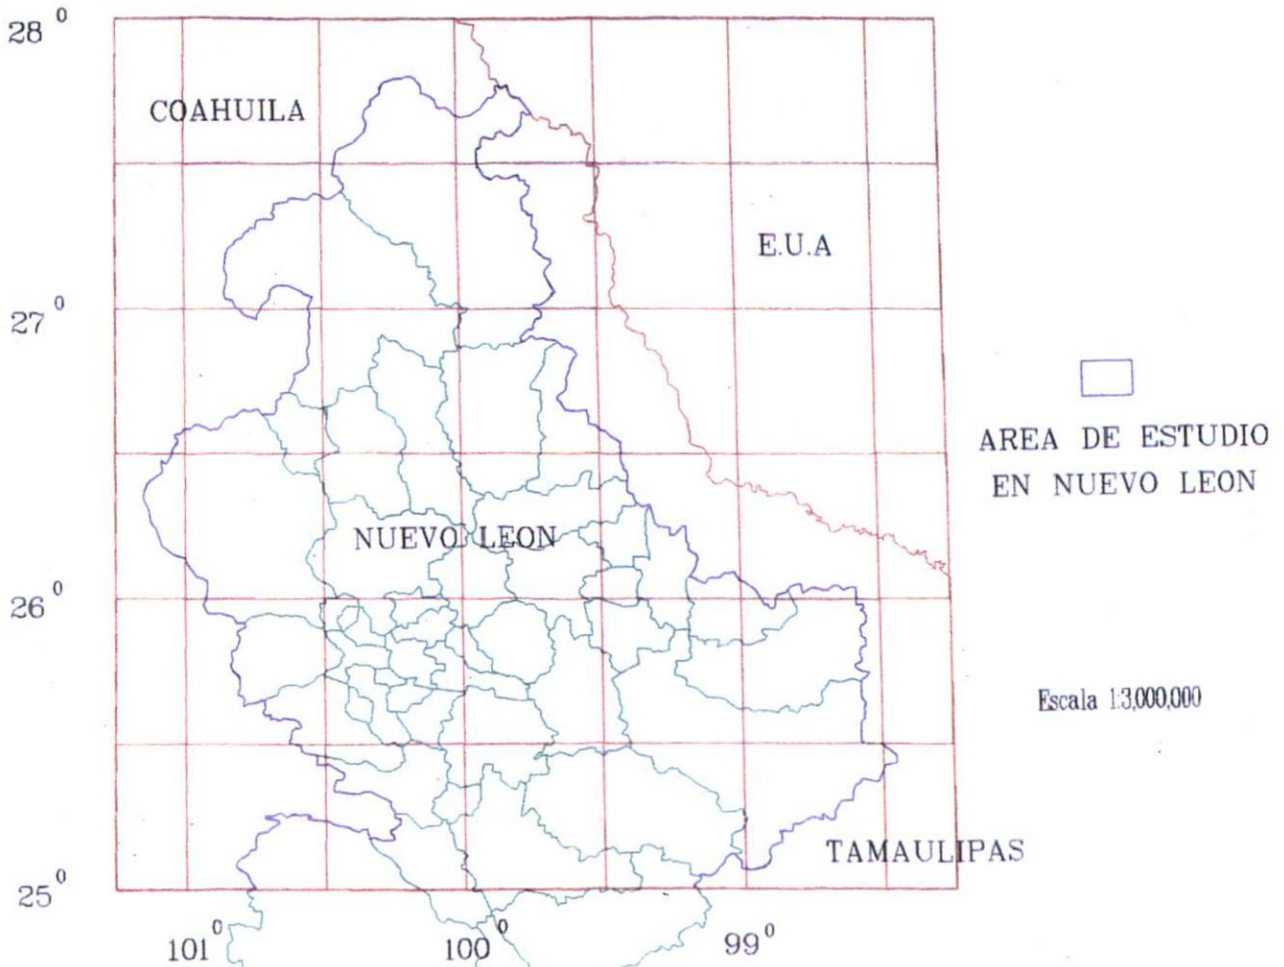 28°
COAHUILA
E.U.A
27°
AREA DE ESTUDIO
EN NUEVO LEON
NUEVO LEON
26°
Escala 1:3,000,000
TAMAULIPAS
25°
101° 100° 99°